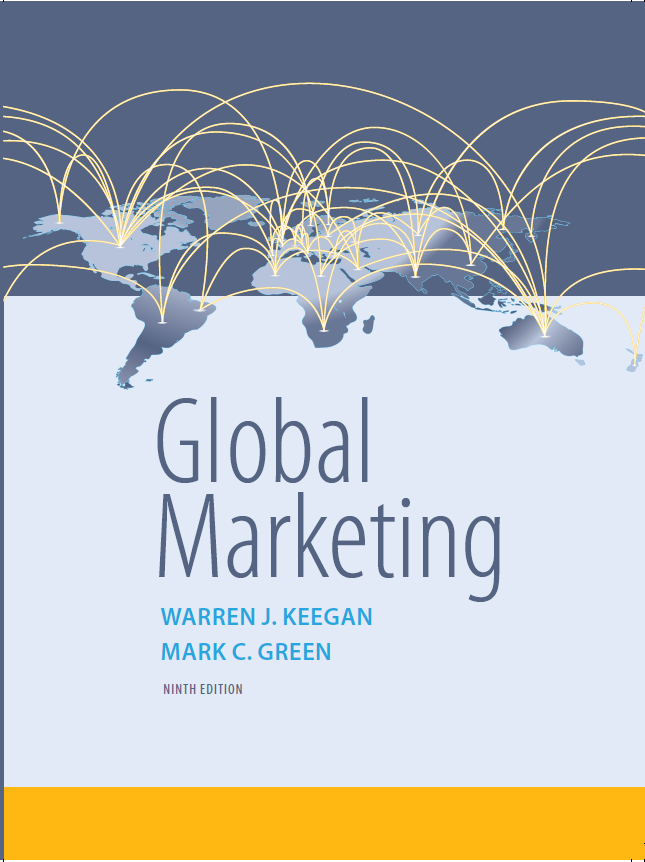 Global
Marketing
WARREN J. KEEGAN
MARK C. GREEN
NINTH EDITION